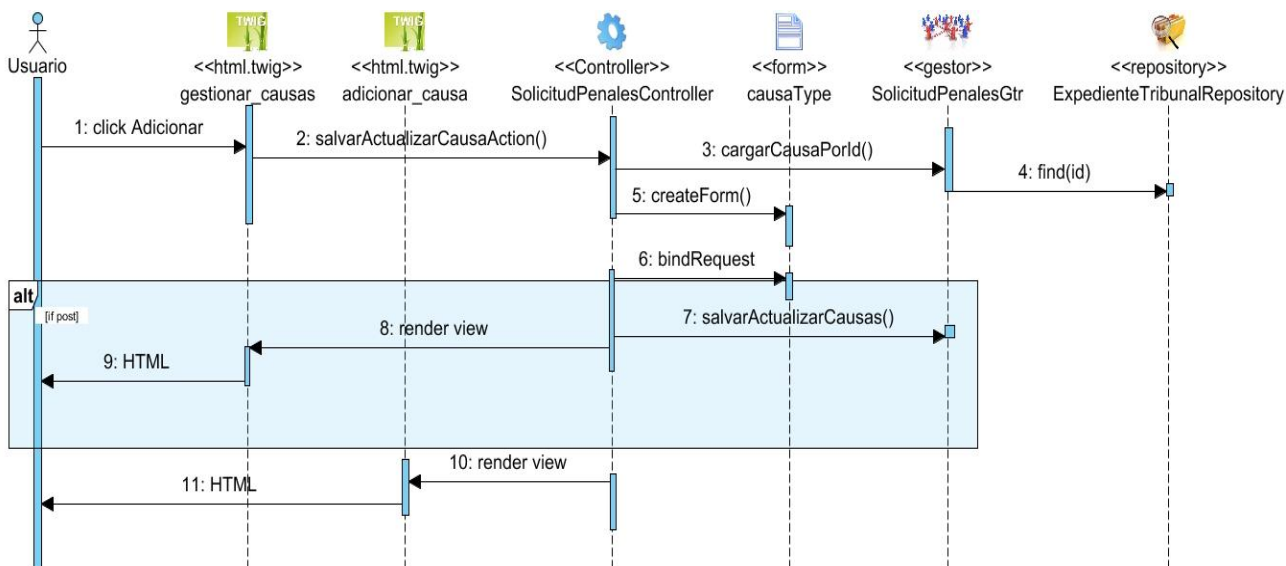 TWIG TWIG
Usuario <<html.twig>> <<html.twig>> <<Controller>> <<form>> <<gestor>> <<repository>>
gestionar_causas adicionar_causa SolicitudPenalesController causaType SolicitudPenalesGtr ExpedienteTribunalRepository
1: click Adicionar
2: salvarActualizarCausaAction()
3: cargarCausaPorId()
4: find(id)
5: createForm()
6: bindRequest
alt
[if post]
7: salvarActualizarCausas()
8: render view
9: HTML
10: render view
11: HTML